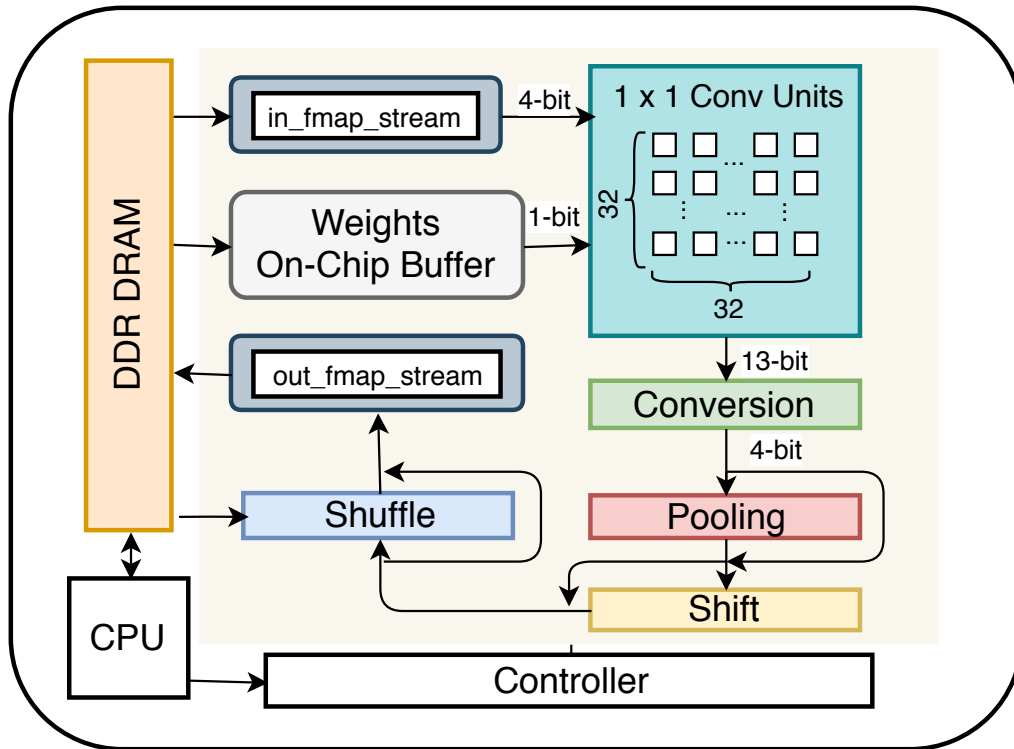 DDR DRAM
in_fmap_stream
4-bit
1 x 1 Conv Units
...
32
...
...
...
...
32
Weights
On-Chip Buffer
1-bit
out_fmap_stream
13-bit
Conversion
4-bit
Shuffle
Pooling
Shift
CPU
Controller